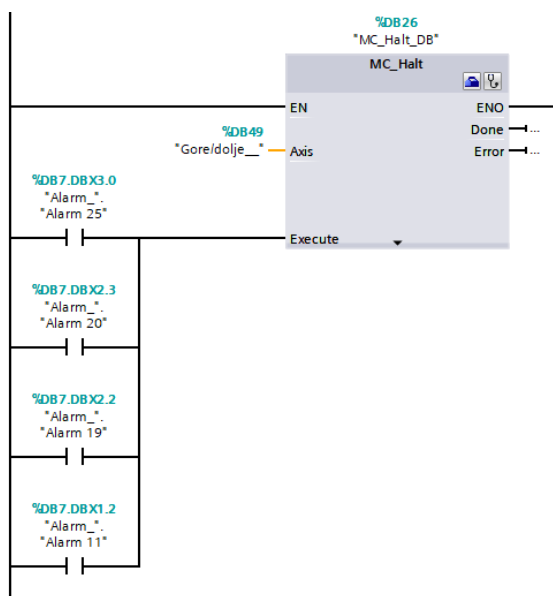 %DB26
"MC_Halt_DB"
MC_Halt
EN
ENO
%DB49
Done
...
"Gore/dolje__"
Axis
Error
...
%DB7.DBX3.0
"Alarm_".
"Alarm 25"
Execute
%DB7.DBX2.3
"Alarm_".
"Alarm 20"
%DB7.DBX2.2
"Alarm_".
"Alarm 19"
%DB7.DBX1.2
"Alarm_".
"Alarm 11"